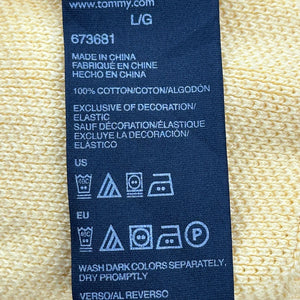 www.tommy.com
L/G
673681
MADE IN CHINA
FABRIQUÉ EN CHINE
HECHO EN CHINA
100% COTTON/COTON/ALGODÓN
EXCLUSIVE OF DECORATION/
ELASTIC
SAUF DÉCORATION/ÉLASTIQUE
EXCLUYE LA DECORACIÓN/
ELÁSTICO
US
EU
WASH DARK COLORS SEPARATELY,
DRY PROMPTLY
VERSO/AL REVERSO